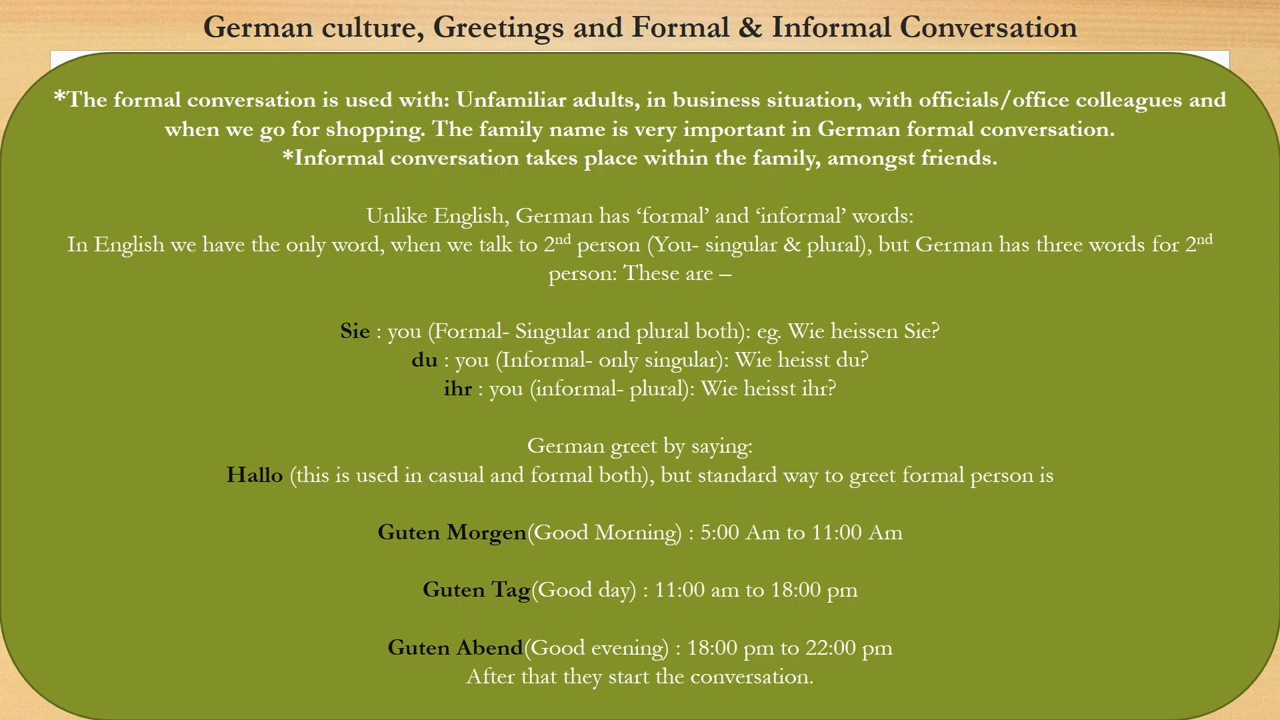 German culture, Greetings and Formal & Informal Conversation
*The formal conversation is used with: Unfamiliar adults, in business situation, with officials/office colleagues and
when we go for shopping. The family name is very important in German formal conversation.
*Informal conversation takes place within the family, amongst friends.
Unlike English, German has ‘formal’ and ‘informal’ words:
In English we have the only word, when we talk to 2nd person (You- singular & plural), but German has three words for 2nd
person: These are –
Sie : you (Formal- Singular and plural both): eg. Wie heissen Sie?
du : you (Informal- only singular): Wie heisst du?
ihr : you (informal- plural): Wie heisst ihr?
German greet by saying:
Hallo (this is used in casual and formal both), but standard way to greet formal person is
Guten Morgen(Good Morning) : 5:00 Am to 11:00 Am
Guten Tag(Good day) : 11:00 am to 18:00 pm
Guten Abend(Good evening) : 18:00 pm to 22:00 pm
After that they start the conversation.